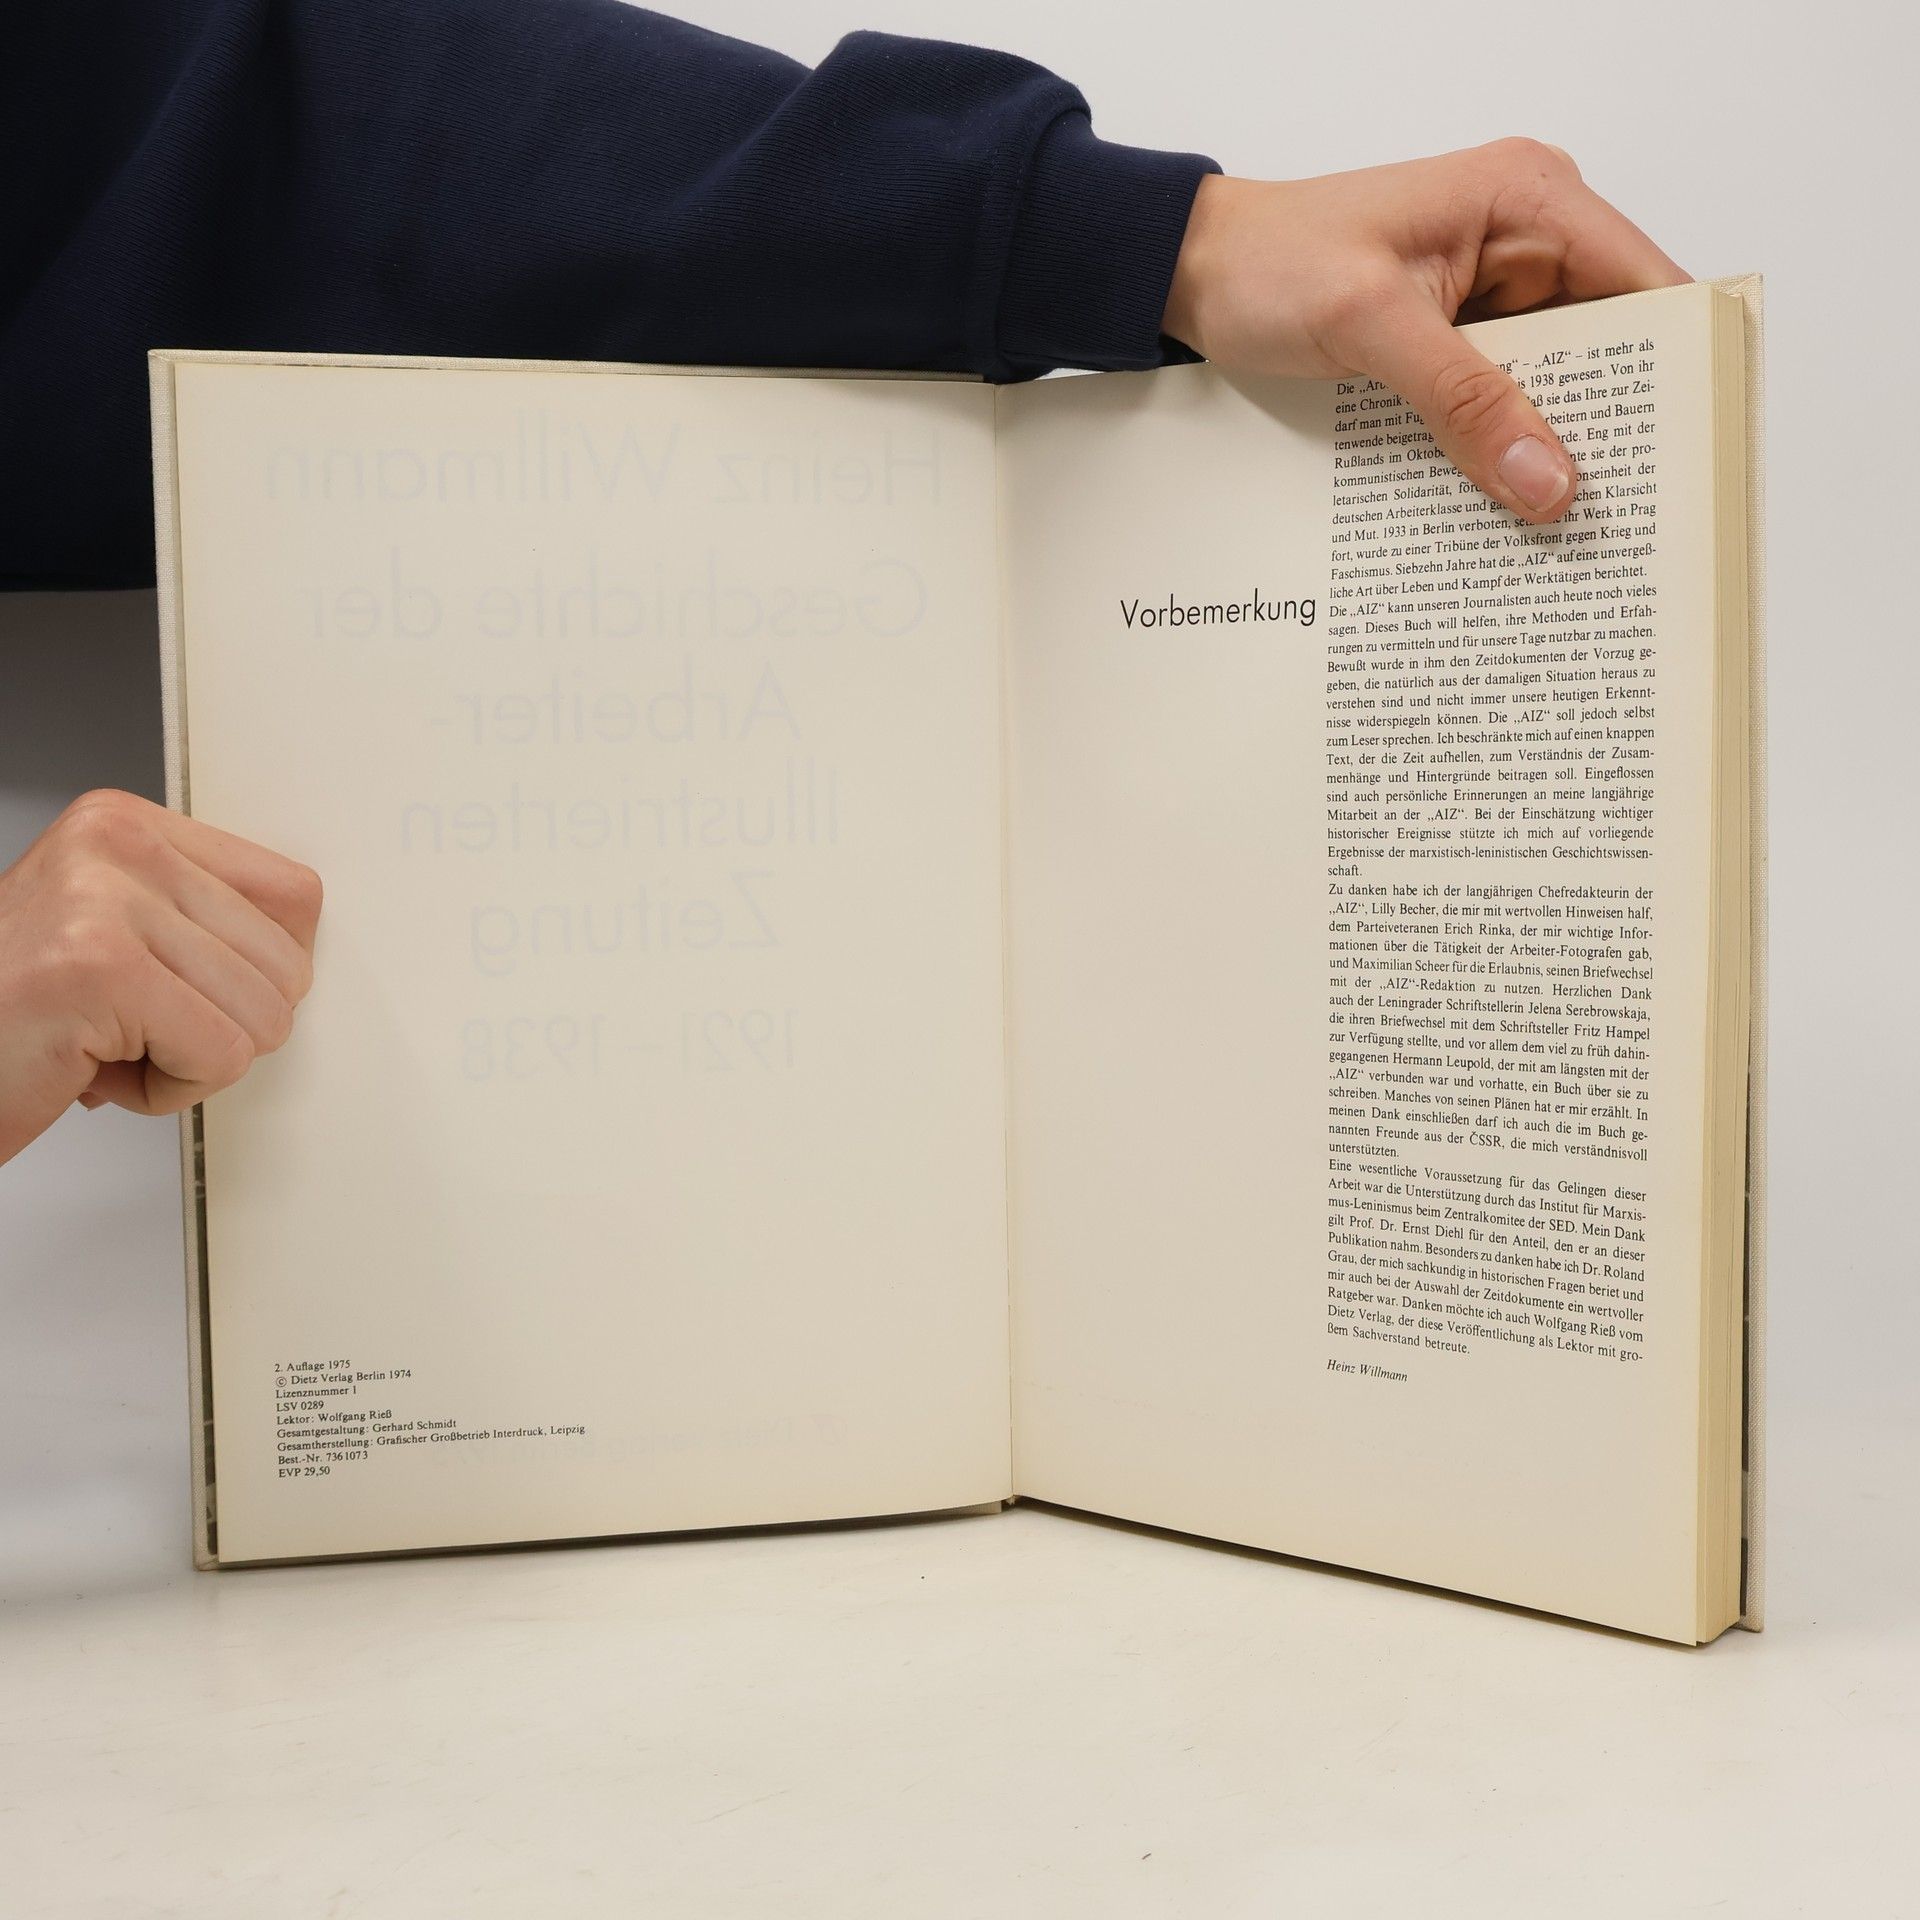 Heinz Willmann
Geschichte der
Arbeiter-
Illustrierten
Zeitung
1921–1938
2. Auflage 1975
© Dietz Verlag Berlin 1974
Lizenznummer 1
LSV 0289
Lektor: Wolfgang Rieß
Gesamtgestaltung: Gerhard Schmidt
Gesamtherstellung: Grafischer Großbetrieb Interdruck, Leipzig
Best.-Nr. 7361073
EVP 29,50
Vorbemerkung
Die „AIZ“ – ist mehr als
eine Chronik 1938 gewesen. Von ihr
darf man mit sie das Ihre zur Zei-
tenwende und Bauern
Rußlands im Eng mit der
kommunistischen sie der pro-
letarischen Solidarität, der
deutschen Arbeiterklasse und Klarsicht
und Mut. 1933 in Berlin verboten, ihr Werk in Prag
fort, wurde zu einer Tribüne der Volksfront gegen Krieg und
Faschismus. Siebzehn Jahre hat die „AIZ“ auf eine unvergeß-
liche Art über Leben und Kampf der Werktätigen berichtet.
Die „AIZ“ kann unseren Journalisten auch heute noch vieles
sagen. Dieses Buch will helfen, ihre Methoden und Erfah-
rungen zu vermitteln und für unsere Tage nutzbar zu machen.
Bewußt wurde in ihm den Zeitdokumenten der Vorzug ge-
geben, die natürlich aus der damaligen Situation heraus zu
verstehen sind und nicht immer unsere heutigen Erkennt-
nisse widerspiegeln können. Die „AIZ“ soll jedoch selbst
zum Leser sprechen. Ich beschränkte mich auf einen knappen
Text, der die Zeit aufhellen, zum Verständnis der Zusam-
menhänge und Hintergründe beitragen soll. Eingeflossen
sind auch persönliche Erinnerungen an meine langjährige
Mitarbeit an der „AIZ“. Bei der Einschätzung wichtiger
historischer Ereignisse stützte ich mich auf vorliegende
Ergebnisse der marxistisch-leninistischen Geschichtswissen-
schaft.
Zu danken habe ich der langjährigen Chefredakteurin der
„AIZ“, Lilly Becher, die mir mit wertvollen Hinweisen half,
dem Parteiveteranen Erich Rinka, der mir wichtige Infor-
mationen über die Tätigkeit der Arbeiter-Fotografen gab,
und Maximilian Scheer für die Erlaubnis, seinen Briefwechsel
mit der „AIZ“-Redaktion zu nutzen. Herzlichen Dank
auch der Leningrader Schriftstellerin Jelena Serebrowskaja,
die ihren Briefwechsel mit dem Schriftsteller Fritz Hampel
zur Verfügung stellte, und vor allem dem viel zu früh dahin-
gegangenen Hermann Leupold, der mit am längsten mit der
„AIZ“ verbunden war und vorhatte, ein Buch über sie zu
schreiben. Manches von seinen Plänen hat er mir erzählt. In
meinen Dank einschließen darf ich auch die im Buch ge-
nannten Freunde aus der ČSSR, die mich verständnisvoll
unterstützten.
Eine wesentliche Voraussetzung für das Gelingen dieser
Arbeit war die Unterstützung durch das Institut für Marxis-
mus-Leninismus beim Zentralkomitee der SED. Mein Dank
gilt Prof. Dr. Ernst Diehl für den Anteil, den er an dieser
Publikation nahm. Besonders zu danken habe ich Dr. Roland
Grau, der mich sachkundig in historischen Fragen beriet und
mir auch bei der Auswahl der Zeitdokumente ein wertvoller
Ratgeber war. Danken möchte ich auch Wolfgang Rieß vom
Dietz Verlag, der diese Veröffentlichung als Lektor mit gro-
ßem Sachverstand betreute.
Heinz Willmann